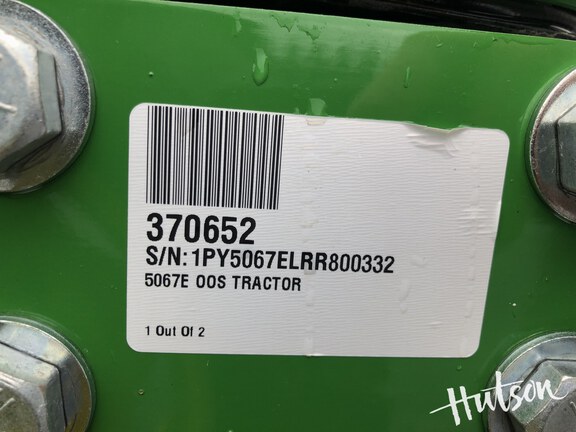 370652
S/N: 1PY5067ELRR800332
5067E OOS TRACTOR
1 Out Of 2
Hutson